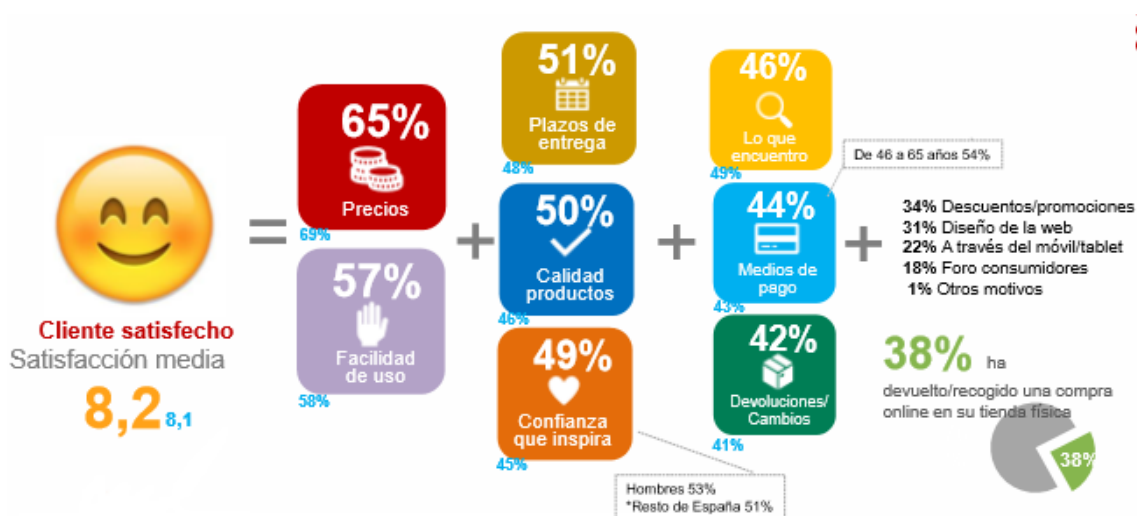 Cliente satisfecho
Satisfacción media
8,2 8,1
65%
Precios
69%
57%
Facilidad
de uso
58%
51%
Plazos de
entrega
48%
50%
Calidad
productos
46%
49%
Confianza
que inspira
45%
Hombres 53%
*Resto de España 51%
46%
Lo que
encuentro
49%
44%
Medios de
pago
43%
De 46 a 65 años 54%
42%
Devoluciones/
Cambios
41%
34% Descuentos/promociones
31% Diseño de la web
22% A través del móvil/tablet
18% Foro consumidores
1% Otros motivos
38% ha
devuelto/recogido una compra
online en su tienda física
38%